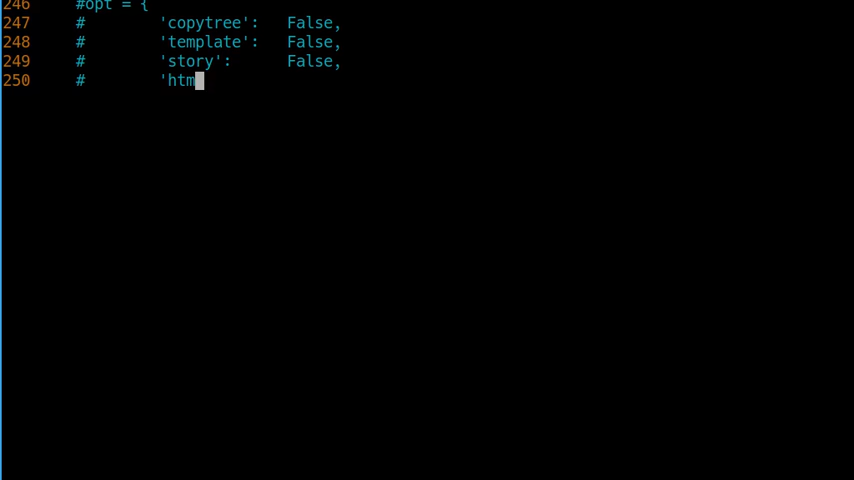 246     #opt = {
247     #        'copytree':   False,
248     #        'template':   False,
249     #        'story':      False,
250     #        'htm